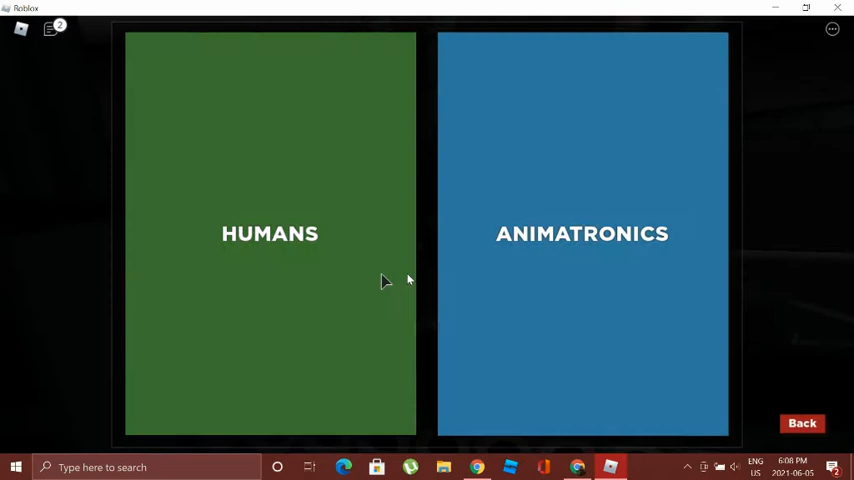 Roblox
2
HUMANS
ANIMATRONICS
Back
Type here to search
ENG
US
6:08 PM
2021-06-05
2